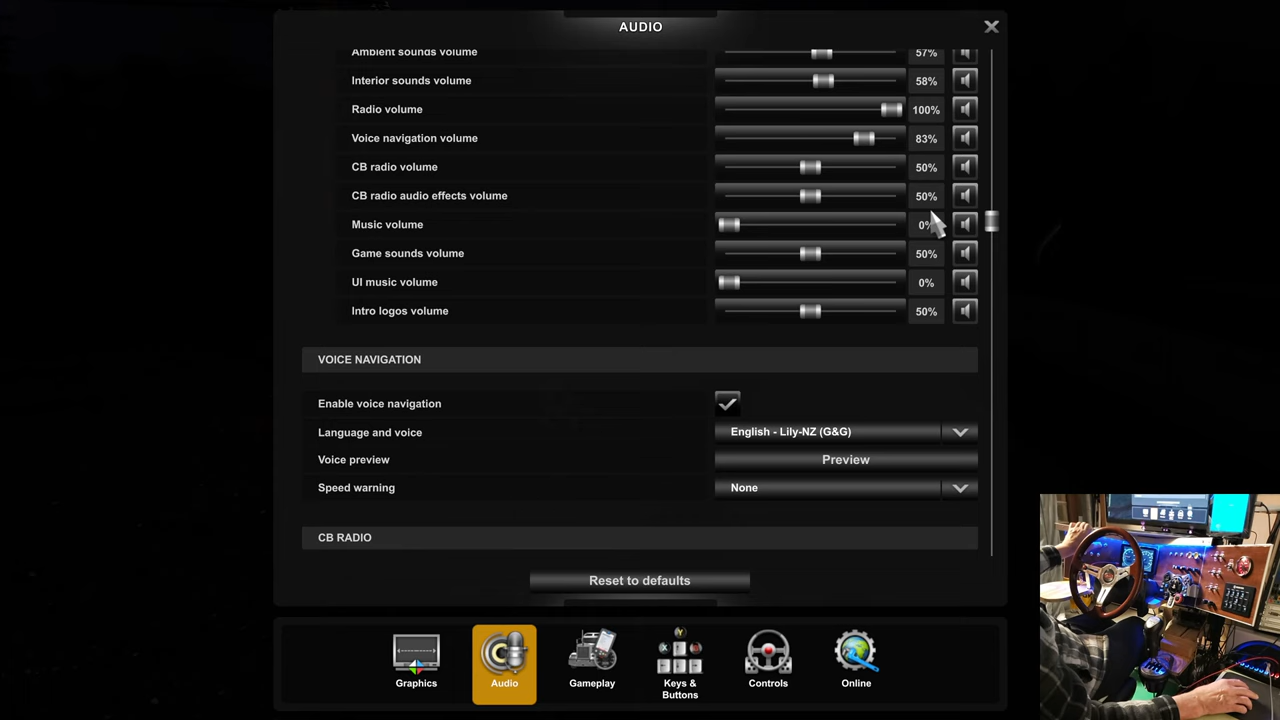 AUDIO
Ambient sounds volume 57%
Interior sounds volume 58%
Radio volume 100%
Voice navigation volume 83%
CB radio volume 50%
CB radio audio effects volume 50%
Music volume 0%
Game sounds volume 50%
UI music volume 0%
Intro logos volume 50%
VOICE NAVIGATION
Enable voice navigation
Language and voice English - Lily-NZ (G&G)
Voice preview Preview
Speed warning None
CB RADIO
Reset to defaults
Graphics Audio Gameplay Keys & Buttons Controls Online